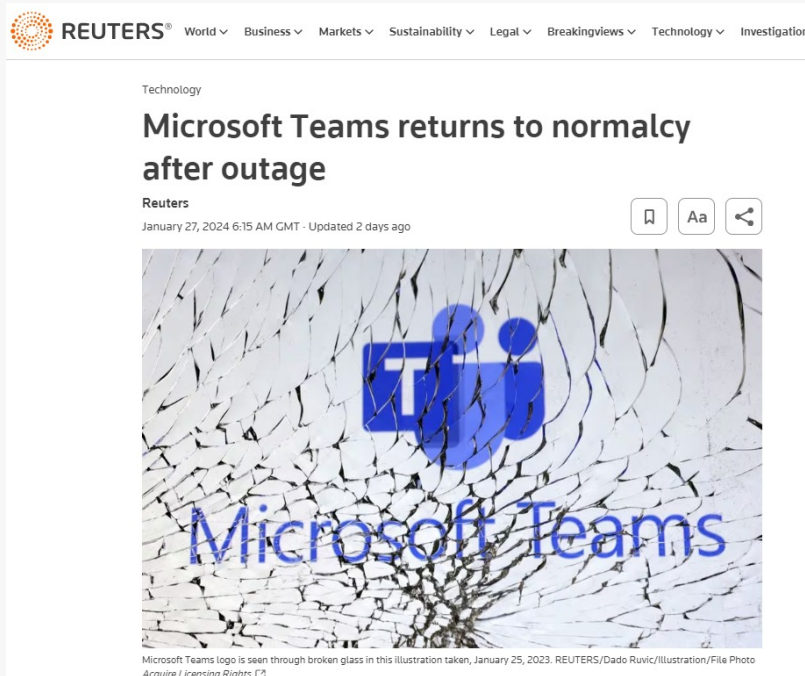 REUTERS® World Business Markets Sustainability Legal Breakingviews Technology Investigation
Technology
Microsoft Teams returns to normalcy
after outage
Reuters
January 27, 2024 6:15 AM GMT · Updated 2 days ago
Aa
T
Microsoft Teams
Microsoft Teams logo is seen through broken glass in this illustration taken, January 25, 2023. REUTERS/Dado Ruvic/Illustration/File Photo
Acquire Licensing Rights